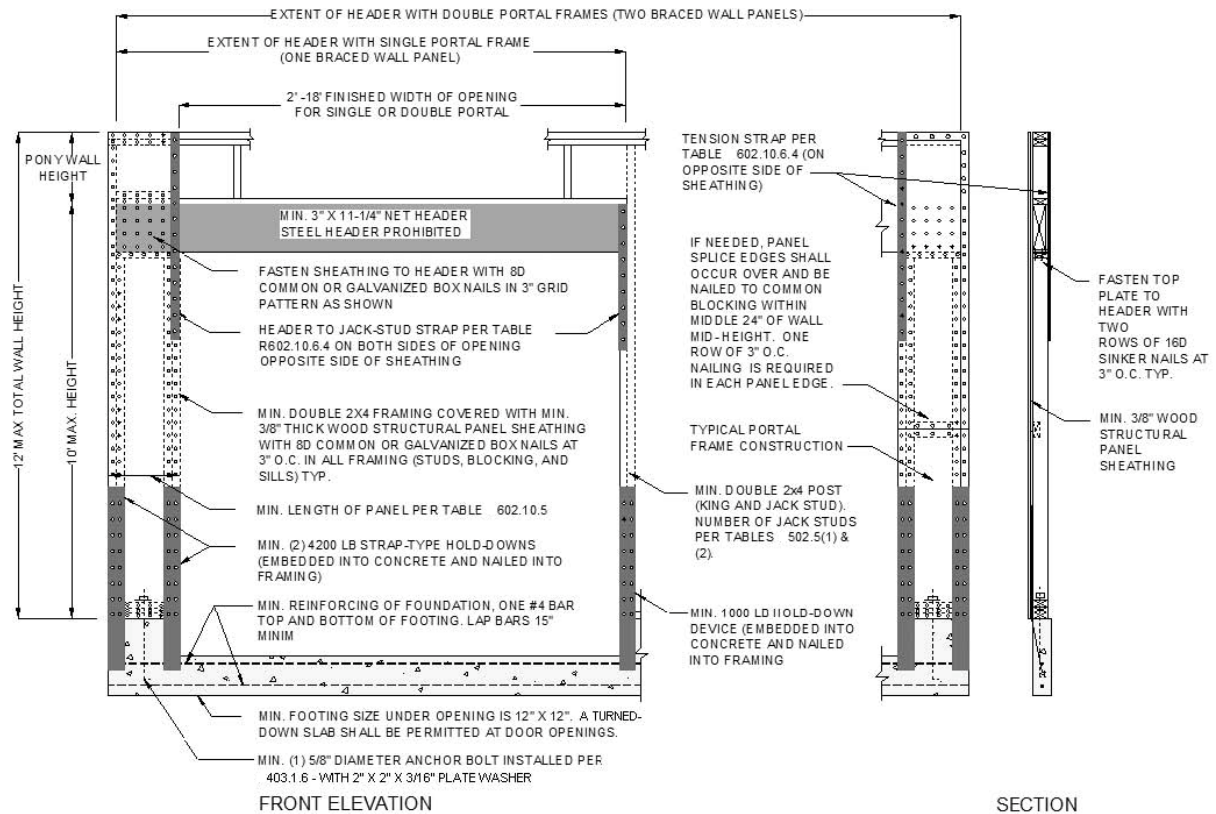 EXTENT OF HEADER WITH DOUBLE PORTAL FRAMES (TWO BRACED WALL PANELS)
EXTENT OF HEADER WITH SINGLE PORTAL FRAME
(ONE BRACED WALL PANEL)
2' -18' FINISHED WIDTH OF OPENING
FOR SINGLE OR DOUBLE PORTAL
PONY WALL
HEIGHT
12' MAX TOTAL WALL HEIGHT
10' MAX. HEIGHT
MIN. 3" X 11-1/4" NET HEADER
STEEL HEADER PROHIBITED
FASTEN SHEATHING TO HEADER WITH 8D
COMMON OR GALVANIZED BOX NAILS IN 3" GRID
PATTERN AS SHOWN
HEADER TO JACK-STUD STRAP PER TABLE
R602.10.6.4 ON BOTH SIDES OF OPENING
OPPOSITE SIDE OF SHEATHING
MIN. DOUBLE 2X4 FRAMING COVERED WITH MIN.
3/8" THICK WOOD STRUCTURAL PANEL SHEATHING
WITH 8D COMMON OR GALVANIZED BOX NAILS AT
3" O.C. IN ALL FRAMING (STUDS, BLOCKING, AND
SILLS) TYP.
MIN. LENGTH OF PANEL PER TABLE 602.10.5
MIN. (2) 4200 LB STRAP-TYPE HOLD-DOWNS
(EMBEDDED INTO CONCRETE AND NAILED INTO
FRAMING)
MIN. REINFORCING OF FOUNDATION, ONE #4 BAR
TOP AND BOTTOM OF FOOTING. LAP BARS 15"
MINIM
MIN. FOOTING SIZE UNDER OPENING IS 12" X 12". A TURNED-
DOWN SLAB SHALL BE PERMITTED AT DOOR OPENINGS.
MIN. (1) 5/8" DIAMETER ANCHOR BOLT INSTALLED PER
403.1.6 - WITH 2" X 2" X 3/16" PLATE WASHER
FRONT ELEVATION
TENSION STRAP PER
TABLE 602.10.6.4 (ON
OPPOSITE SIDE OF
SHEATHING)
IF NEEDED, PANEL
SPLICE EDGES SHALL
OCCUR OVER AND BE
NAILED TO COMMON
BLOCKING WITHIN
MIDDLE 24" OF WALL
MID-HEIGHT. ONE
ROW OF 3" O.C.
NAILING IS REQUIRED
IN EACH PANEL EDGE.
TYPICAL PORTAL
FRAME CONSTRUCTION
MIN. DOUBLE 2x4 POST
(KING AND JACK STUD).
NUMBER OF JACK STUDS
PER TABLES 502.5(1) &
(2).
MIN. 1000 LD HOLD-DOWN
DEVICE (EMBEDDED INTO
CONCRETE AND NAILED
INTO FRAMING
FASTEN TOP
PLATE TO
HEADER WITH
TWO
ROWS OF 16D
SINKER NAILS AT
3" O.C. TYP.
MIN. 3/8" WOOD
STRUCTURAL
PANEL
SHEATHING
SECTION